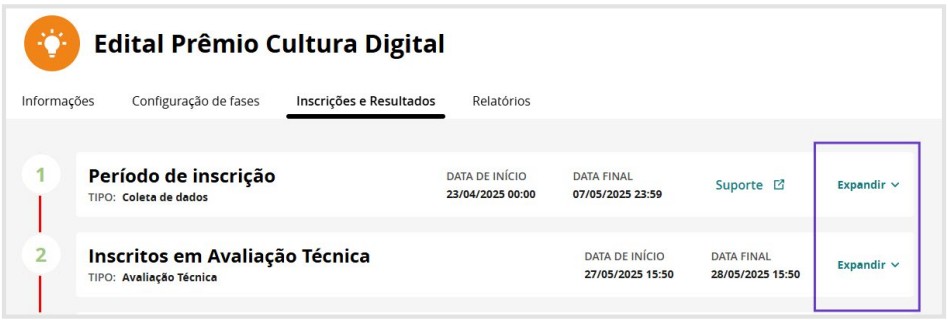 Edital Prêmio Cultura Digital
Informações Configuração de fases Inscrições e Resultados Relatórios
1
Período de inscrição
TIPO: Coleta de dados
DATA DE INÍCIO
23/04/2025 00:00
DATA FINAL
07/05/2025 23:59
Suporte
Expandir
2
Inscritos em Avaliação Técnica
TIPO: Avaliação Técnica
DATA DE INÍCIO
27/05/2025 15:50
DATA FINAL
28/05/2025 15:50
Expandir